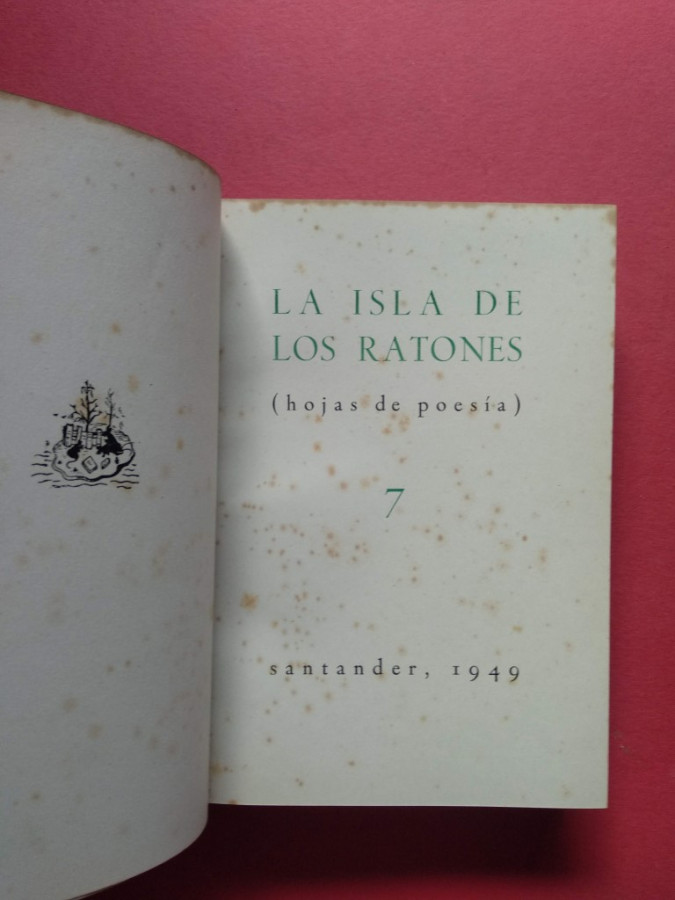 LA ISLA DE
LOS RATONES
(hojas de poesía)
7
santander, 1949